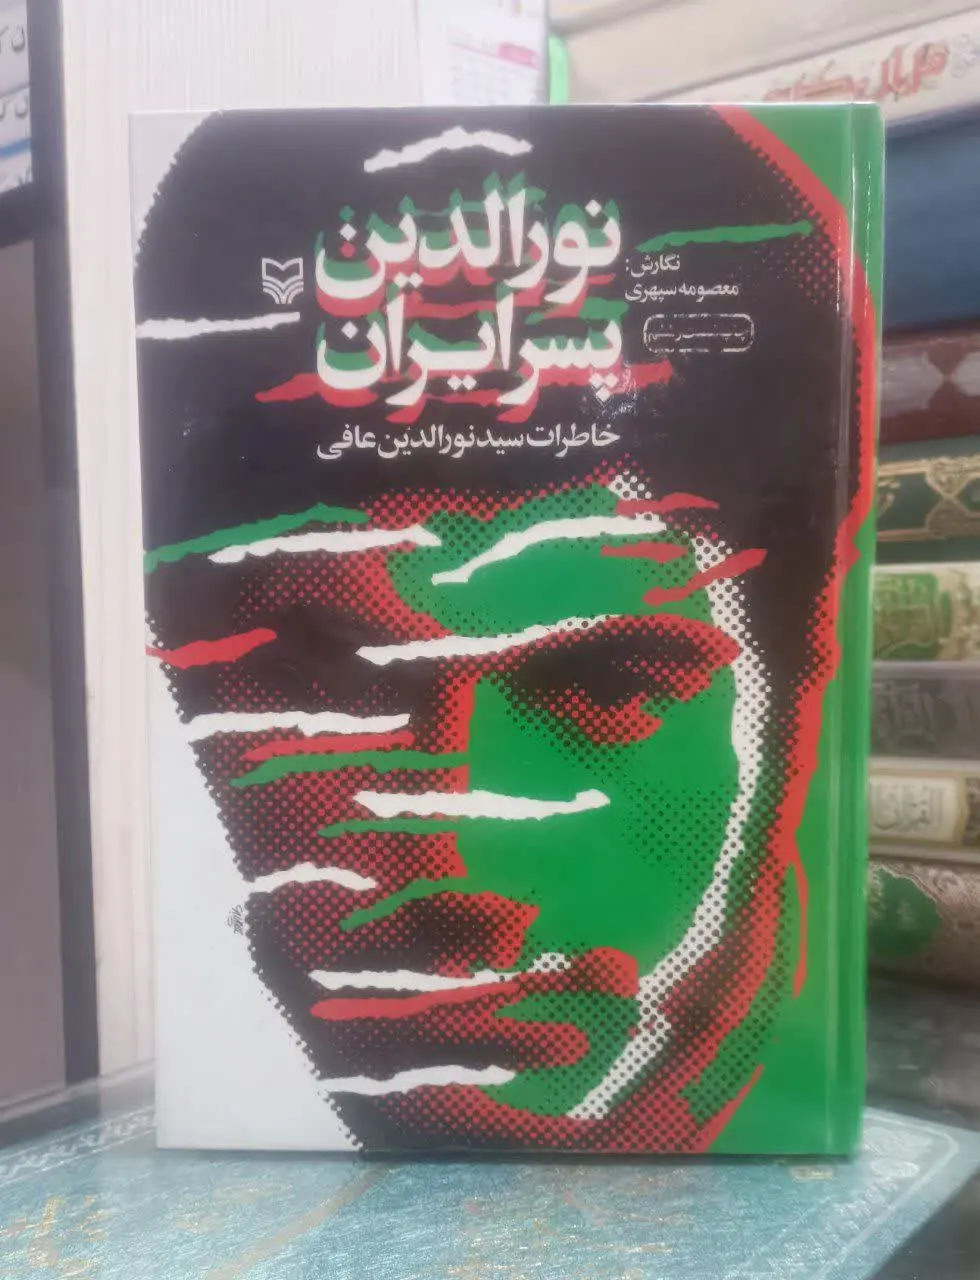 نورالدین
پسر ایران
خاطرات سید نورالدین عافی
نگارش:
معصومه سپهری